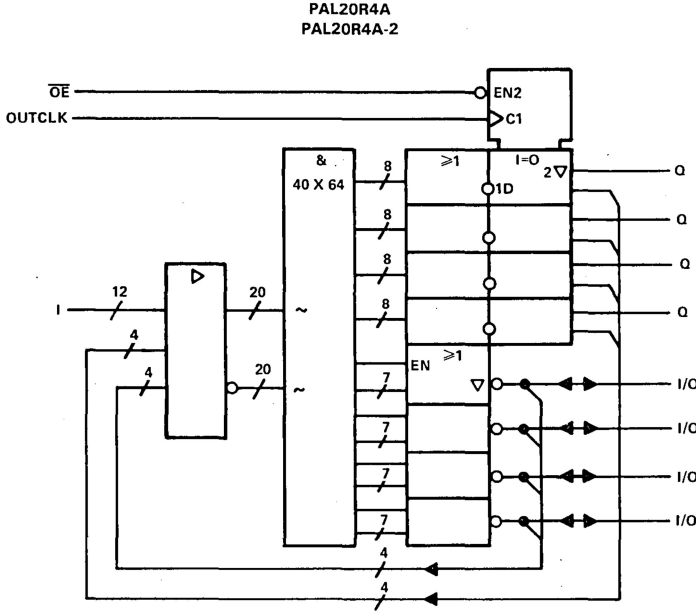 PAL20R4A
PAL20R4A-2
OE
EN2
OUTCLK
C1
&
40 X 64
8
≥1
I=O
2▽
Q
1D
8
Q
8
Q
8
Q
▷
I
12
20
~
4
4
20
~
EN
≥1
▽
7
I/O
7
I/O
7
I/O
7
I/O
4
4